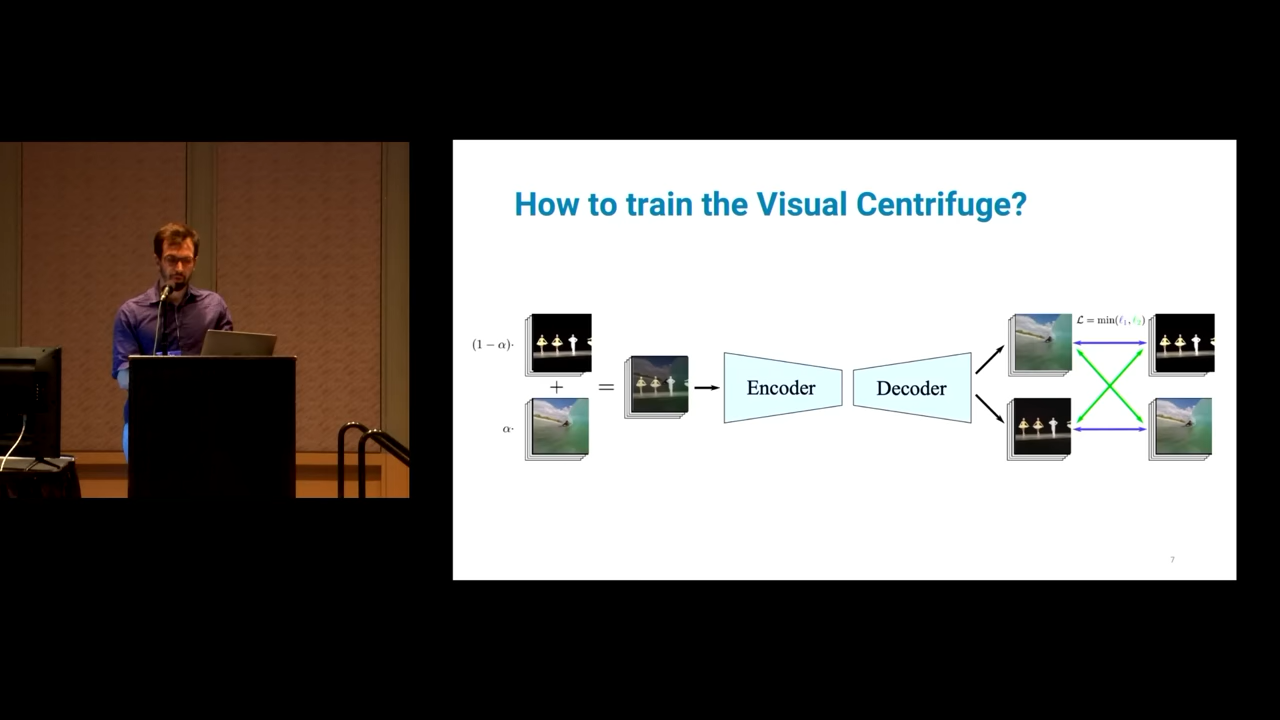 How to train the Visual Centrifuge?
(1 − α)·
+
=
α·
Encoder
Decoder
ℒ = min(ℓ₁, ℓ₂)
7